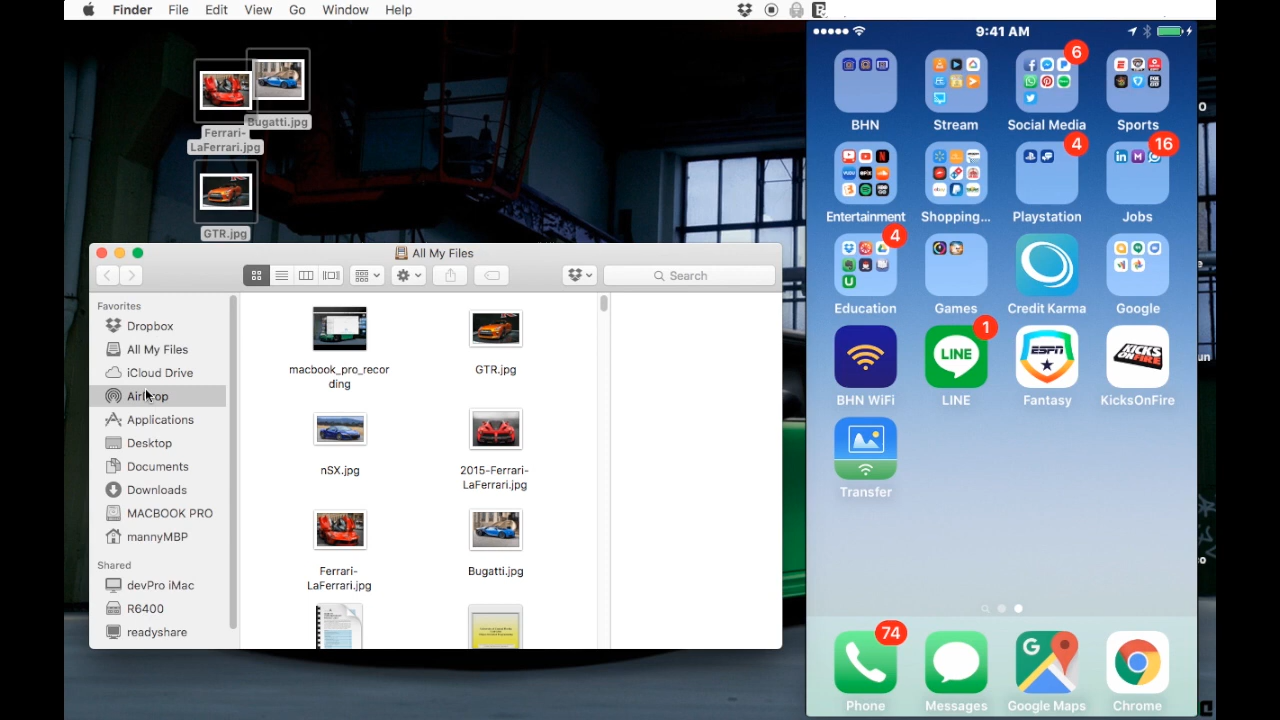 Finder File Edit View Go Window Help
Bugatti.jpg
Ferrari-
LaFerrari.jpg
GTR.jpg
All My Files
Search
Favorites
Dropbox
All My Files
iCloud Drive
AirDrop
Applications
Desktop
Documents
Downloads
MACBOOK PRO
mannyMBP
Shared
devPro iMac
R6400
readyshare
macbook_pro_recor
ding
GTR.jpg
nSX.jpg
2015-Ferrari-
LaFerrari.jpg
Ferrari-
LaFerrari.jpg
Bugatti.jpg
9:41 AM
6
BHN Stream Social Media Sports
4 16
Entertainment Shopping... Playstation Jobs
4
Education Games Credit Karma Google
1
LINE
ESPN
KICKS
ONFIRE
BHN WiFi LINE Fantasy KicksOnFire
Transfer
74
G
Phone Messages Google Maps Chrome